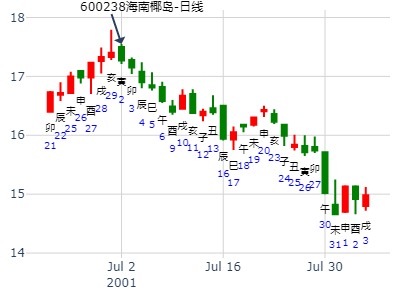 600238海南椰岛-日线
18
17
16
15
14
卯
21
辰
22
未
25
申
26
酉
27
戌
28
亥
29
寅
2
卯
3
辰
4
巳
5
午
6
酉
9
戌
10
亥
11
子
12
丑
13
辰
16
巳
17
午
18
未
19
申
20
亥
23
子
24
丑
25
寅
26
卯
27
午
30
未
31
申
1
酉
2
戌
3
Jul 2
2001
Jul 16
Jul 30